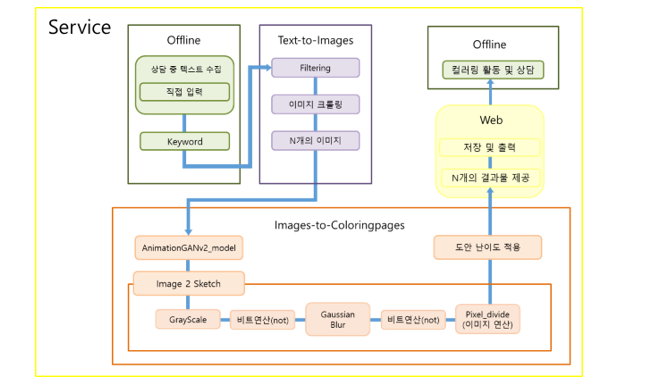 Service
Offline
상담 중 텍스트 수집
직접 입력
Keyword
Text-to-Images
Filtering
이미지 크롤링
N개의 이미지
Offline
컬러링 활동 및 상담
Web
저장 및 출력
N개의 결과물 제공
Images-to-Coloringpages
AnimationGANv2_model
도안 난이도 적용
Image 2 Sketch
GrayScale
비트연산(not)
Gaussian
Blur
비트연산(not)
Pixel_divide
(이미지 연산)